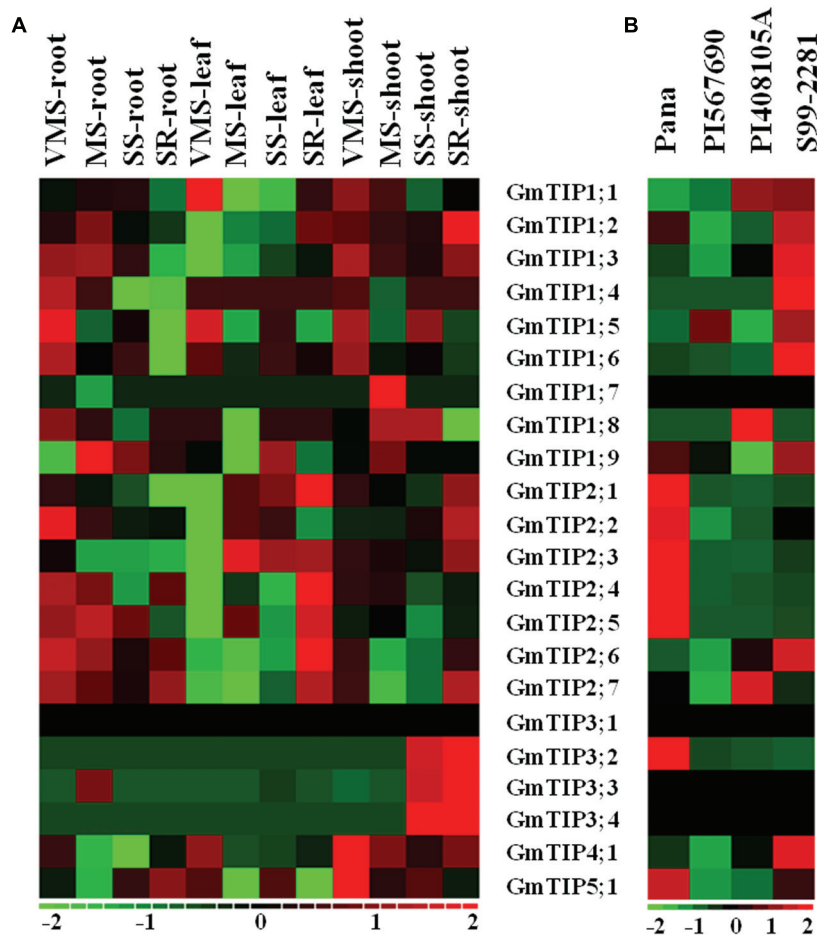 A
B
VMS-root
MS-root
SS-root
SR-root
VMS-leaf
MS-leaf
SS-leaf
SR-leaf
VMS-shoot
MS-shoot
SS-shoot
SR-shoot
Pana
PI567690
PI408105A
S99-2281
GmTIP1;1
GmTIP1;2
GmTIP1;3
GmTIP1;4
GmTIP1;5
GmTIP1;6
GmTIP1;7
GmTIP1;8
GmTIP1;9
GmTIP2;1
GmTIP2;2
GmTIP2;3
GmTIP2;4
GmTIP2;5
GmTIP2;6
GmTIP2;7
GmTIP3;1
GmTIP3;2
GmTIP3;3
GmTIP3;4
GmTIP4;1
GmTIP5;1
-2 -1 0 1 2
-2 -1 0 1 2